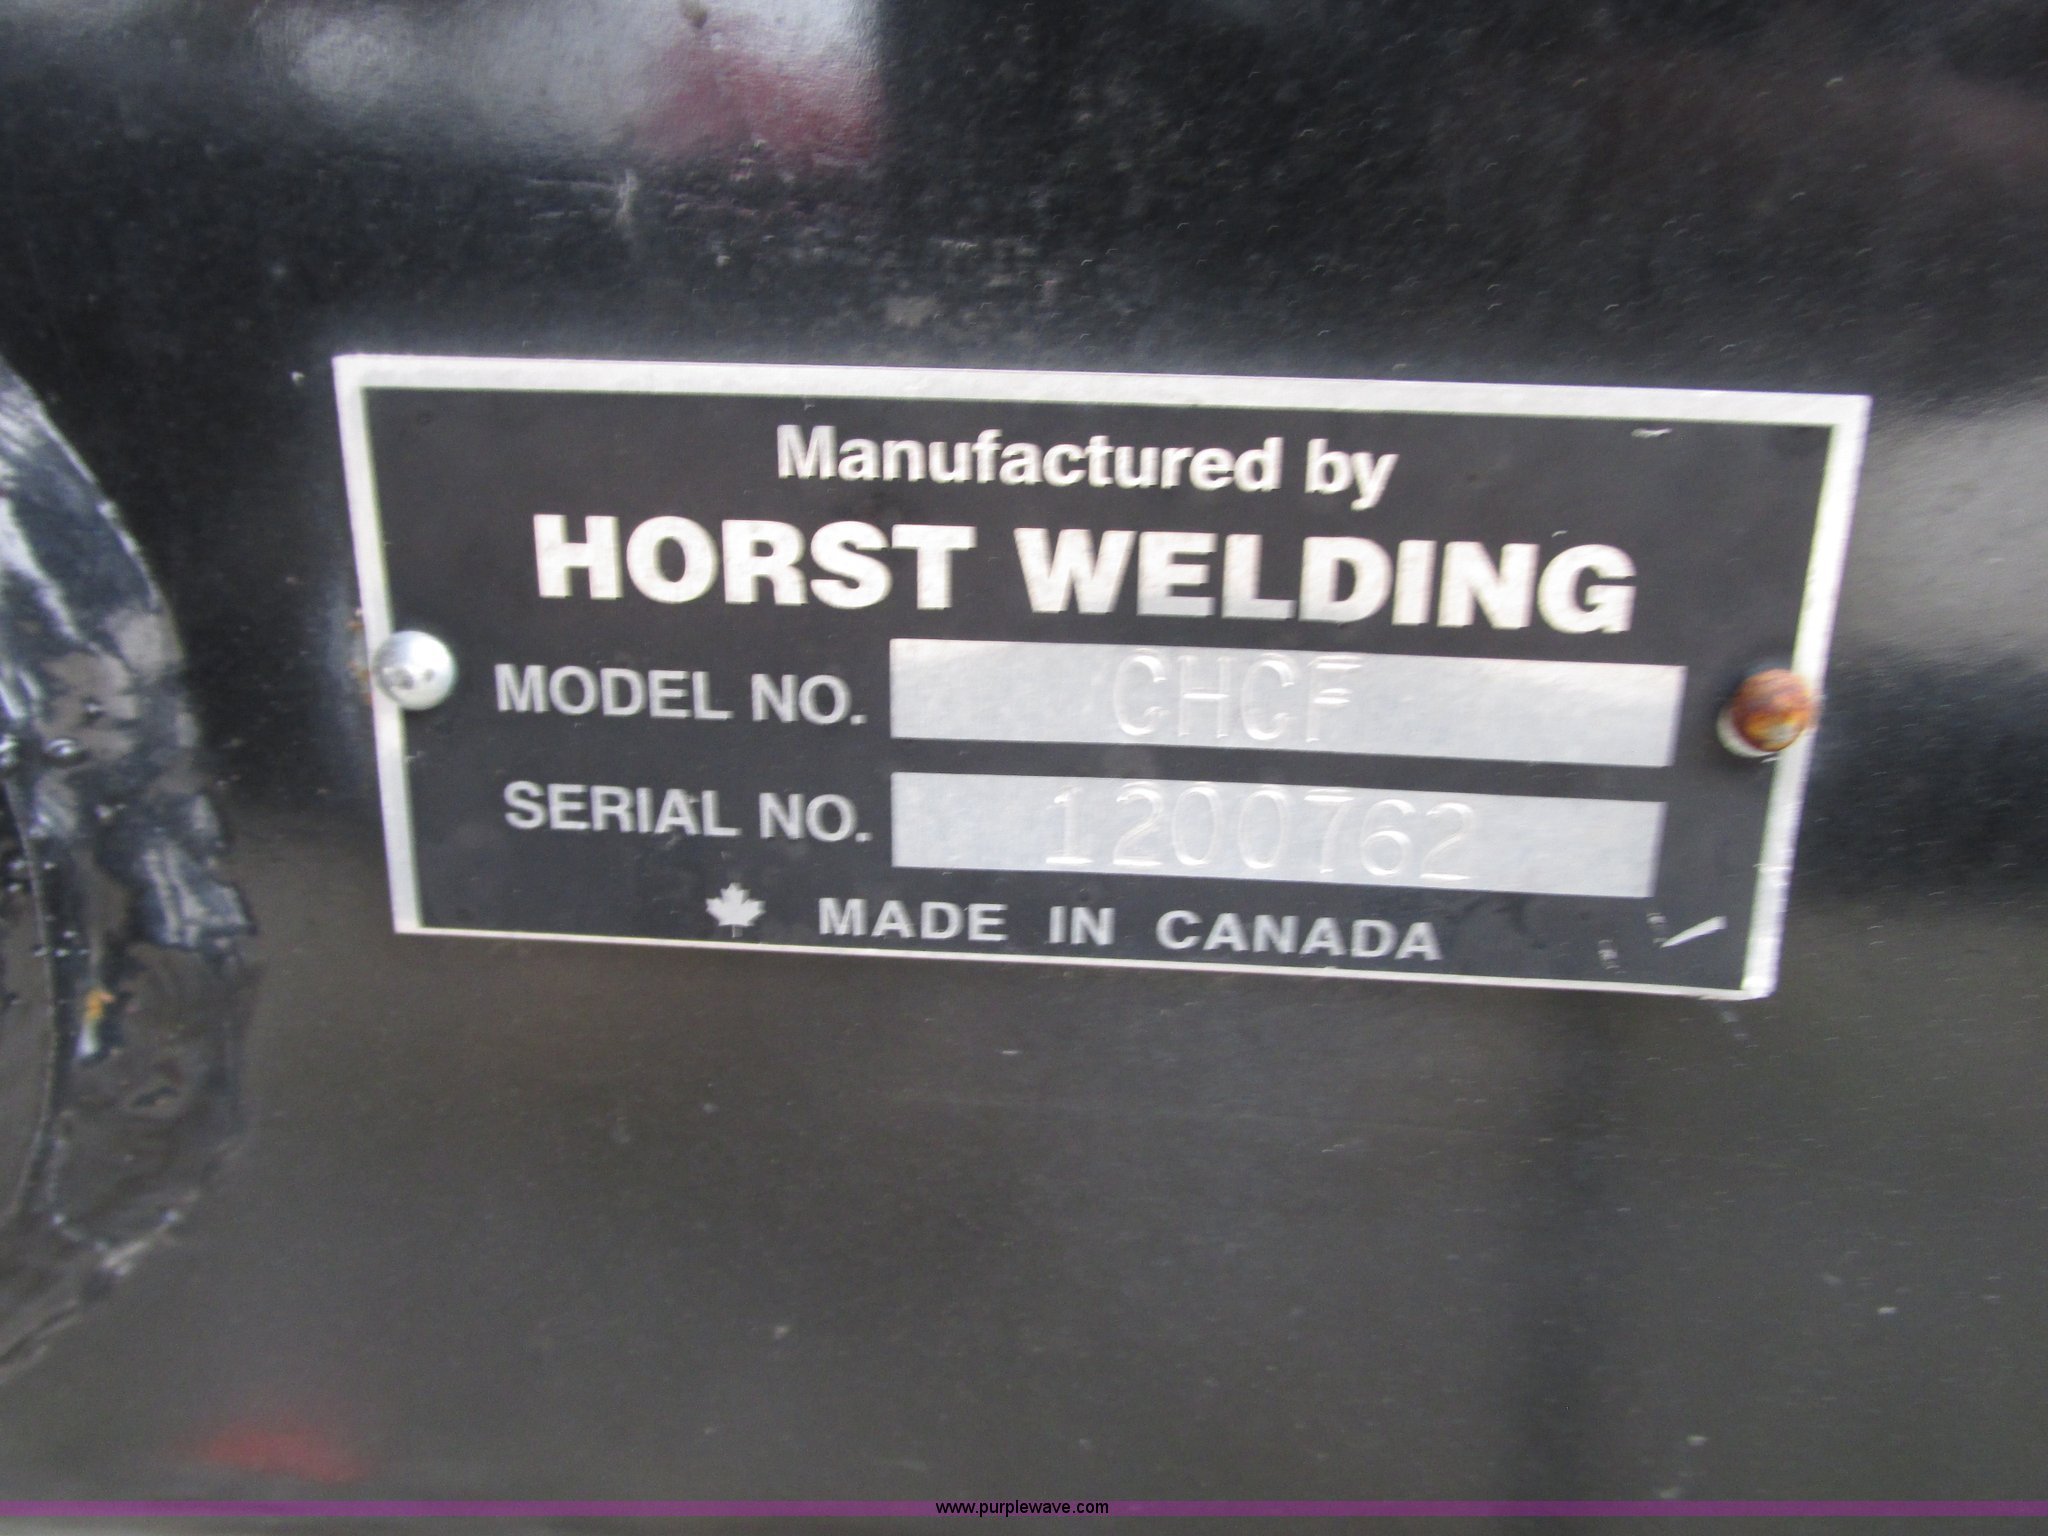 Manufactured by
HORST WELDING
MODEL NO. CHCF
SERIAL NO. 1200762
MADE IN CANADA
www.purplewave.com